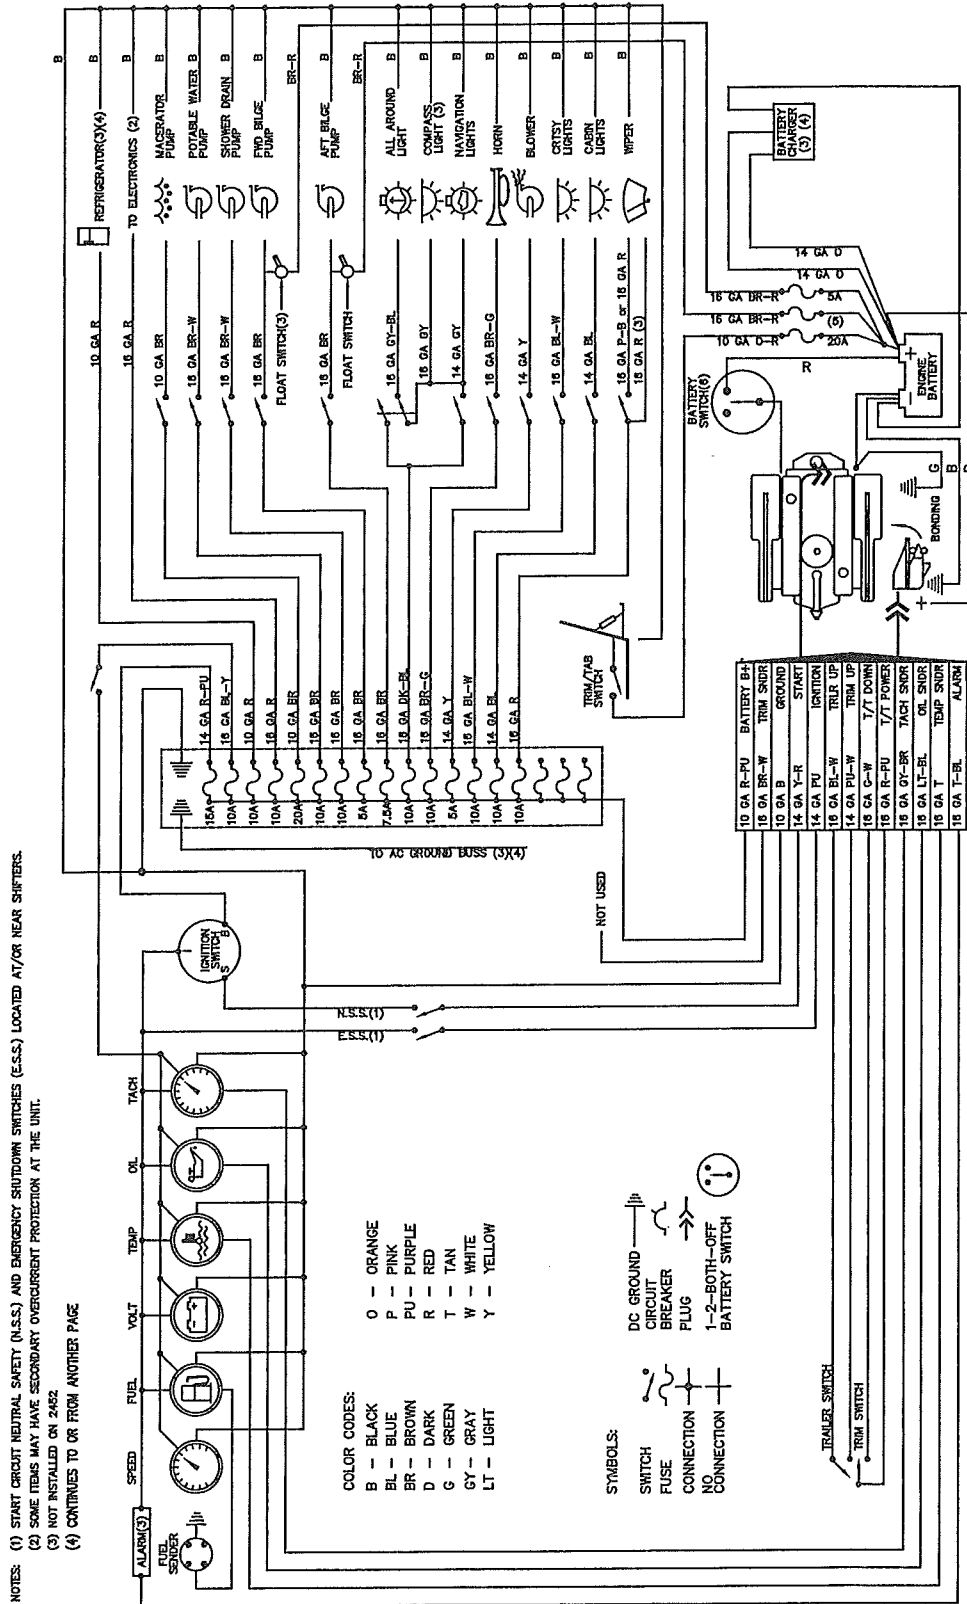 NOTES: (1) START CIRCUIT NEUTRAL SAFETY (N.S.S.) AND EMERGENCY SHUTDOWN SWITCHES (E.S.S.) LOCATED AT/OR NEAR SHIFTERS.
(2) SOME ITEMS MAY HAVE SECONDARY OVERCURRENT PROTECTION AT THE UNIT.
(3) NOT INSTALLED ON 2452
(4) CONTINUES TO OR FROM ANOTHER PAGE
ALARM(3)
FUEL SENDER
SPEED
FUEL
VOLT
TEMP
OIL
TACH
IGNITION SWITCH
S
B
N.S.S.(1)
E.S.S.(1)
NOT USED
TO AC GROUND BUSS (3)(4)
15A
10A
10A
10A
20A
10A
10A
5A
7.5A
10A
10A
5A
10A
10A
10A
14 GA R-PU
16 GA BL-Y
10 GA R
16 GA R
10 GA BR
16 GA BR
16 GA BR
16 GA BR
16 GA BR
16 GA DK-BL
16 GA BR-G
14 GA Y
16 GA BL-W
14 GA BL
16 GA R
10 GA R
16 GA R
10 GA BR
16 GA BR-W
16 GA BR-W
16 GA BR
FLOAT SWITCH(3)
16 GA BR
FLOAT SWITCH
16 GA GY-BL
16 GA GY
14 GA GY
16 GA BR-G
14 GA Y
16 GA BL-W
14 GA BL
16 GA P-B or 16 GA R
16 GA R (3)
REFRIGERATOR(3)(4)
TO ELECTRONICS (2)
MACERATOR PUMP
POTABLE WATER PUMP
SHOWER DRAIN PUMP
FWD BILGE PUMP
AFT BILGE PUMP
ALL AROUND LIGHT
COMPASS LIGHT (3)
NAVIGATION LIGHTS
HORN
BLOWER
CRTSY LIGHTS
CABIN LIGHTS
WIPER
B
B
B
B
B
B
B
BR-R
B
BR-R
B
B
B
B
B
B
B
B
TRIM/TAB SWITCH
BATTERY SWITCH(6)
BATTERY CHARGER (3) (4)
14 GA O
14 GA O
16 GA BR-R
5A
16 GA BR-R
(5)
10 GA O-R
20A
R
+
-
ENGINE BATTERY
G
B
BONDING
+
10 GA R-PU BATTERY B+
16 GA BR-W TRIM SNDR
10 GA B GROUND
14 GA Y-R START
14 GA PU IGNITION
16 GA BL-W TRLR UP
14 GA PU-W TRIM UP
16 GA G-W T/T DOWN
16 GA R-PU T/T POWER
16 GA GY-BR TACH SNDR
16 GA LT-BL OIL SNDR
16 GA T TEMP SNDR
16 GA T-BL ALARM
TRAILER SWITCH
TRIM SWITCH
COLOR CODES:
B - BLACK
BL - BLUE
BR - BROWN
D - DARK
G - GREEN
GY - GRAY
LT - LIGHT
O - ORANGE
P - PINK
PU - PURPLE
R - RED
T - TAN
W - WHITE
Y - YELLOW
SYMBOLS:
SWITCH
FUSE
CONNECTION
NO CONNECTION
DC GROUND
CIRCUIT BREAKER
PLUG
1-2-BOTH-OFF BATTERY SWITCH